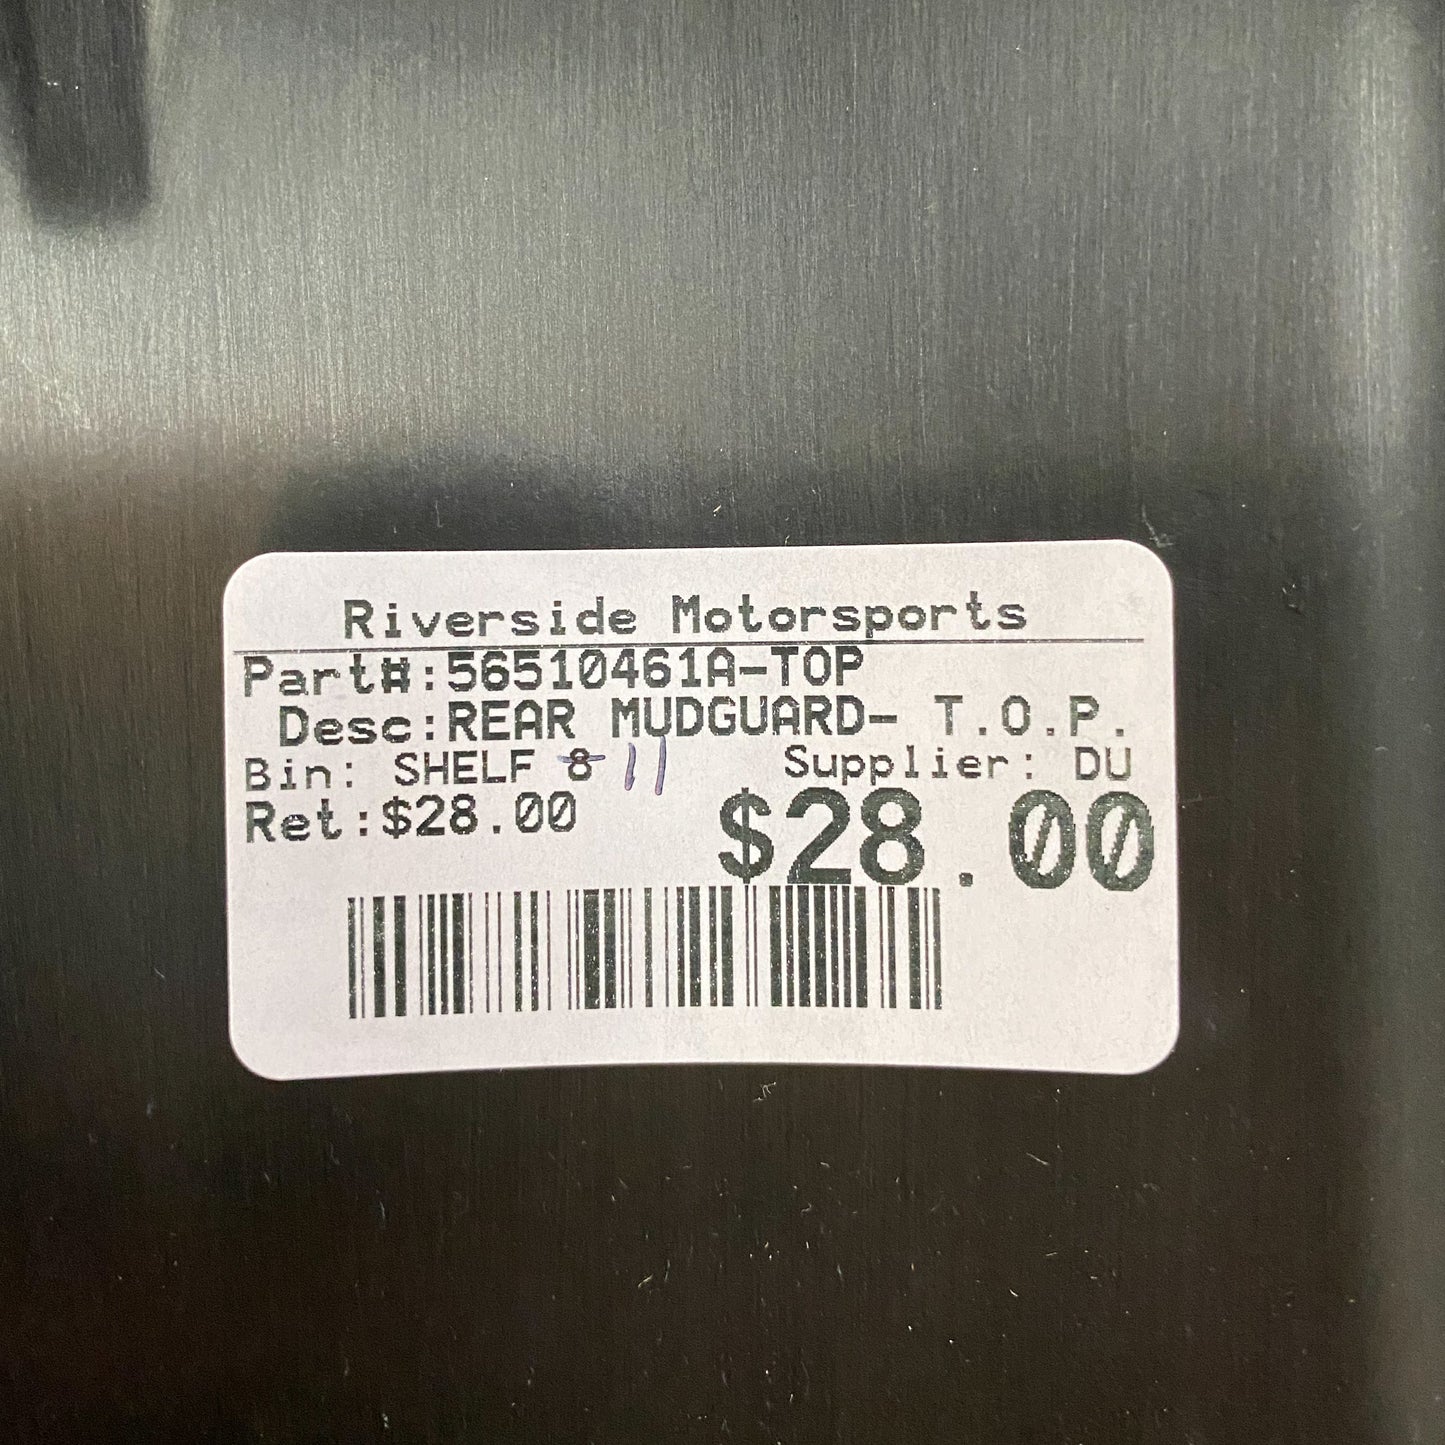 Riverside Motorsports
Part#:56510461A-TOP
Desc:REAR MUDGUARD- T.O.P.
Bin: SHELF 8 11 Supplier: DU
Ret:$28.00 $28.00